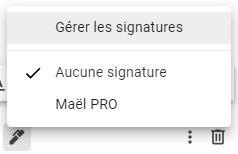 Gérer les signatures
Aucune signature
Maël PRO